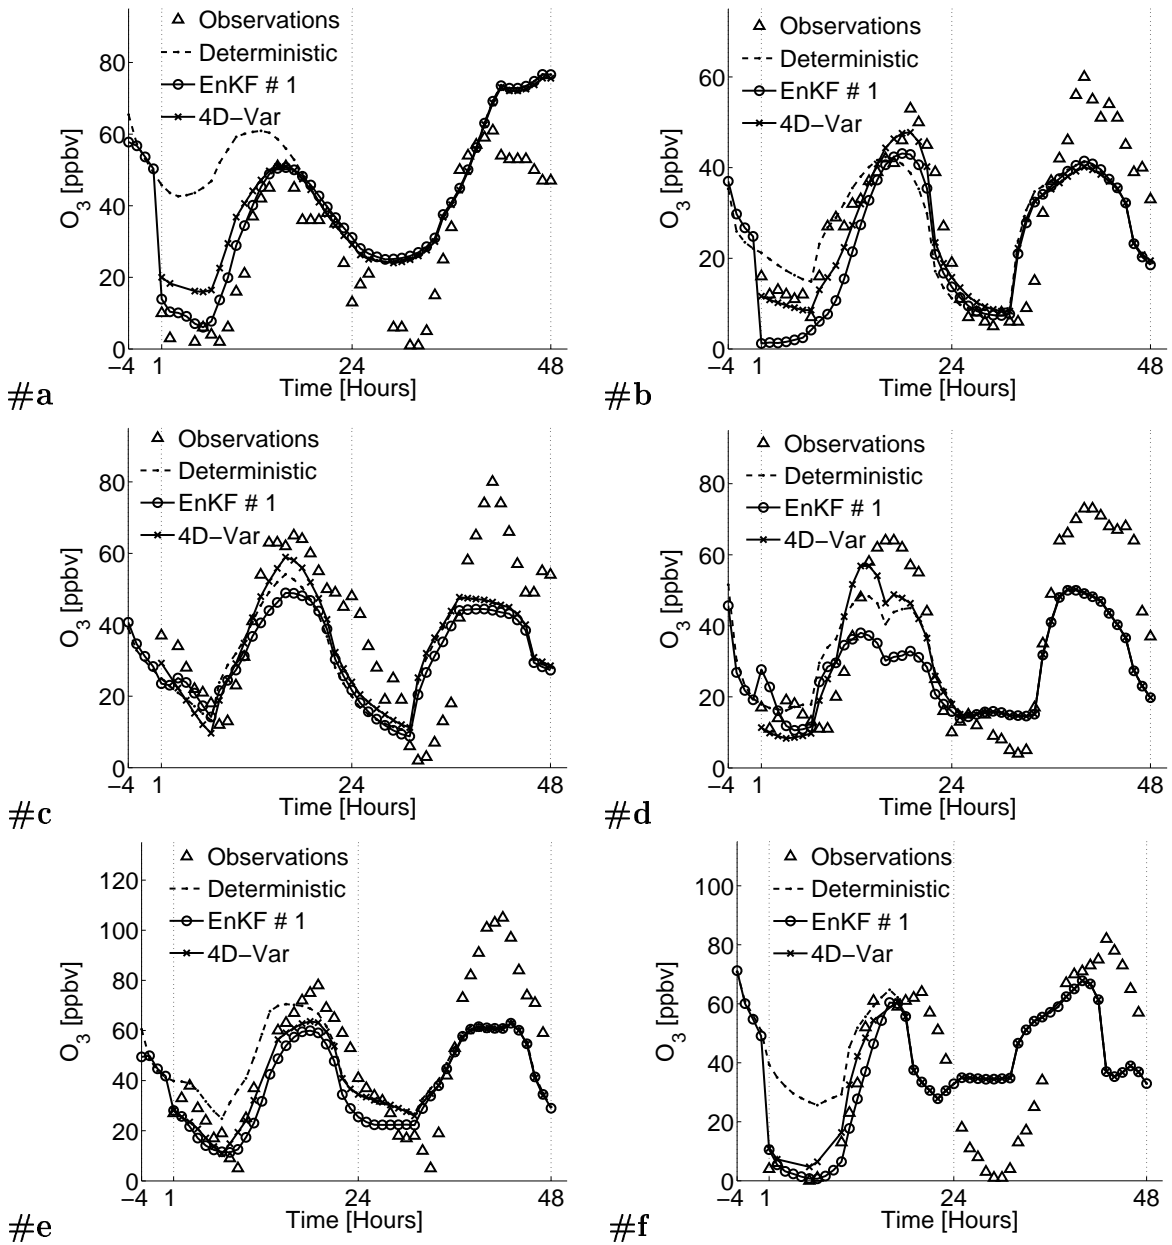 Observations
Deterministic
EnKF # 1
4D−Var
O3 [ppbv]
80
60
40
20
0
−4
1
24
48
Time [Hours]
#a
Observations
Deterministic
EnKF # 1
4D−Var
O3 [ppbv]
60
40
20
0
−4
1
24
48
Time [Hours]
#b
Observations
Deterministic
EnKF # 1
4D−Var
O3 [ppbv]
80
60
40
20
0
−4
1
24
48
Time [Hours]
#c
Observations
Deterministic
EnKF # 1
4D−Var
O3 [ppbv]
80
60
40
20
0
−4
1
24
48
Time [Hours]
#d
Observations
Deterministic
EnKF # 1
4D−Var
O3 [ppbv]
120
100
80
60
40
20
0
−4
1
24
48
Time [Hours]
#e
Observations
Deterministic
EnKF # 1
4D−Var
O3 [ppbv]
100
80
60
40
20
0
−4
1
24
48
Time [Hours]
#f